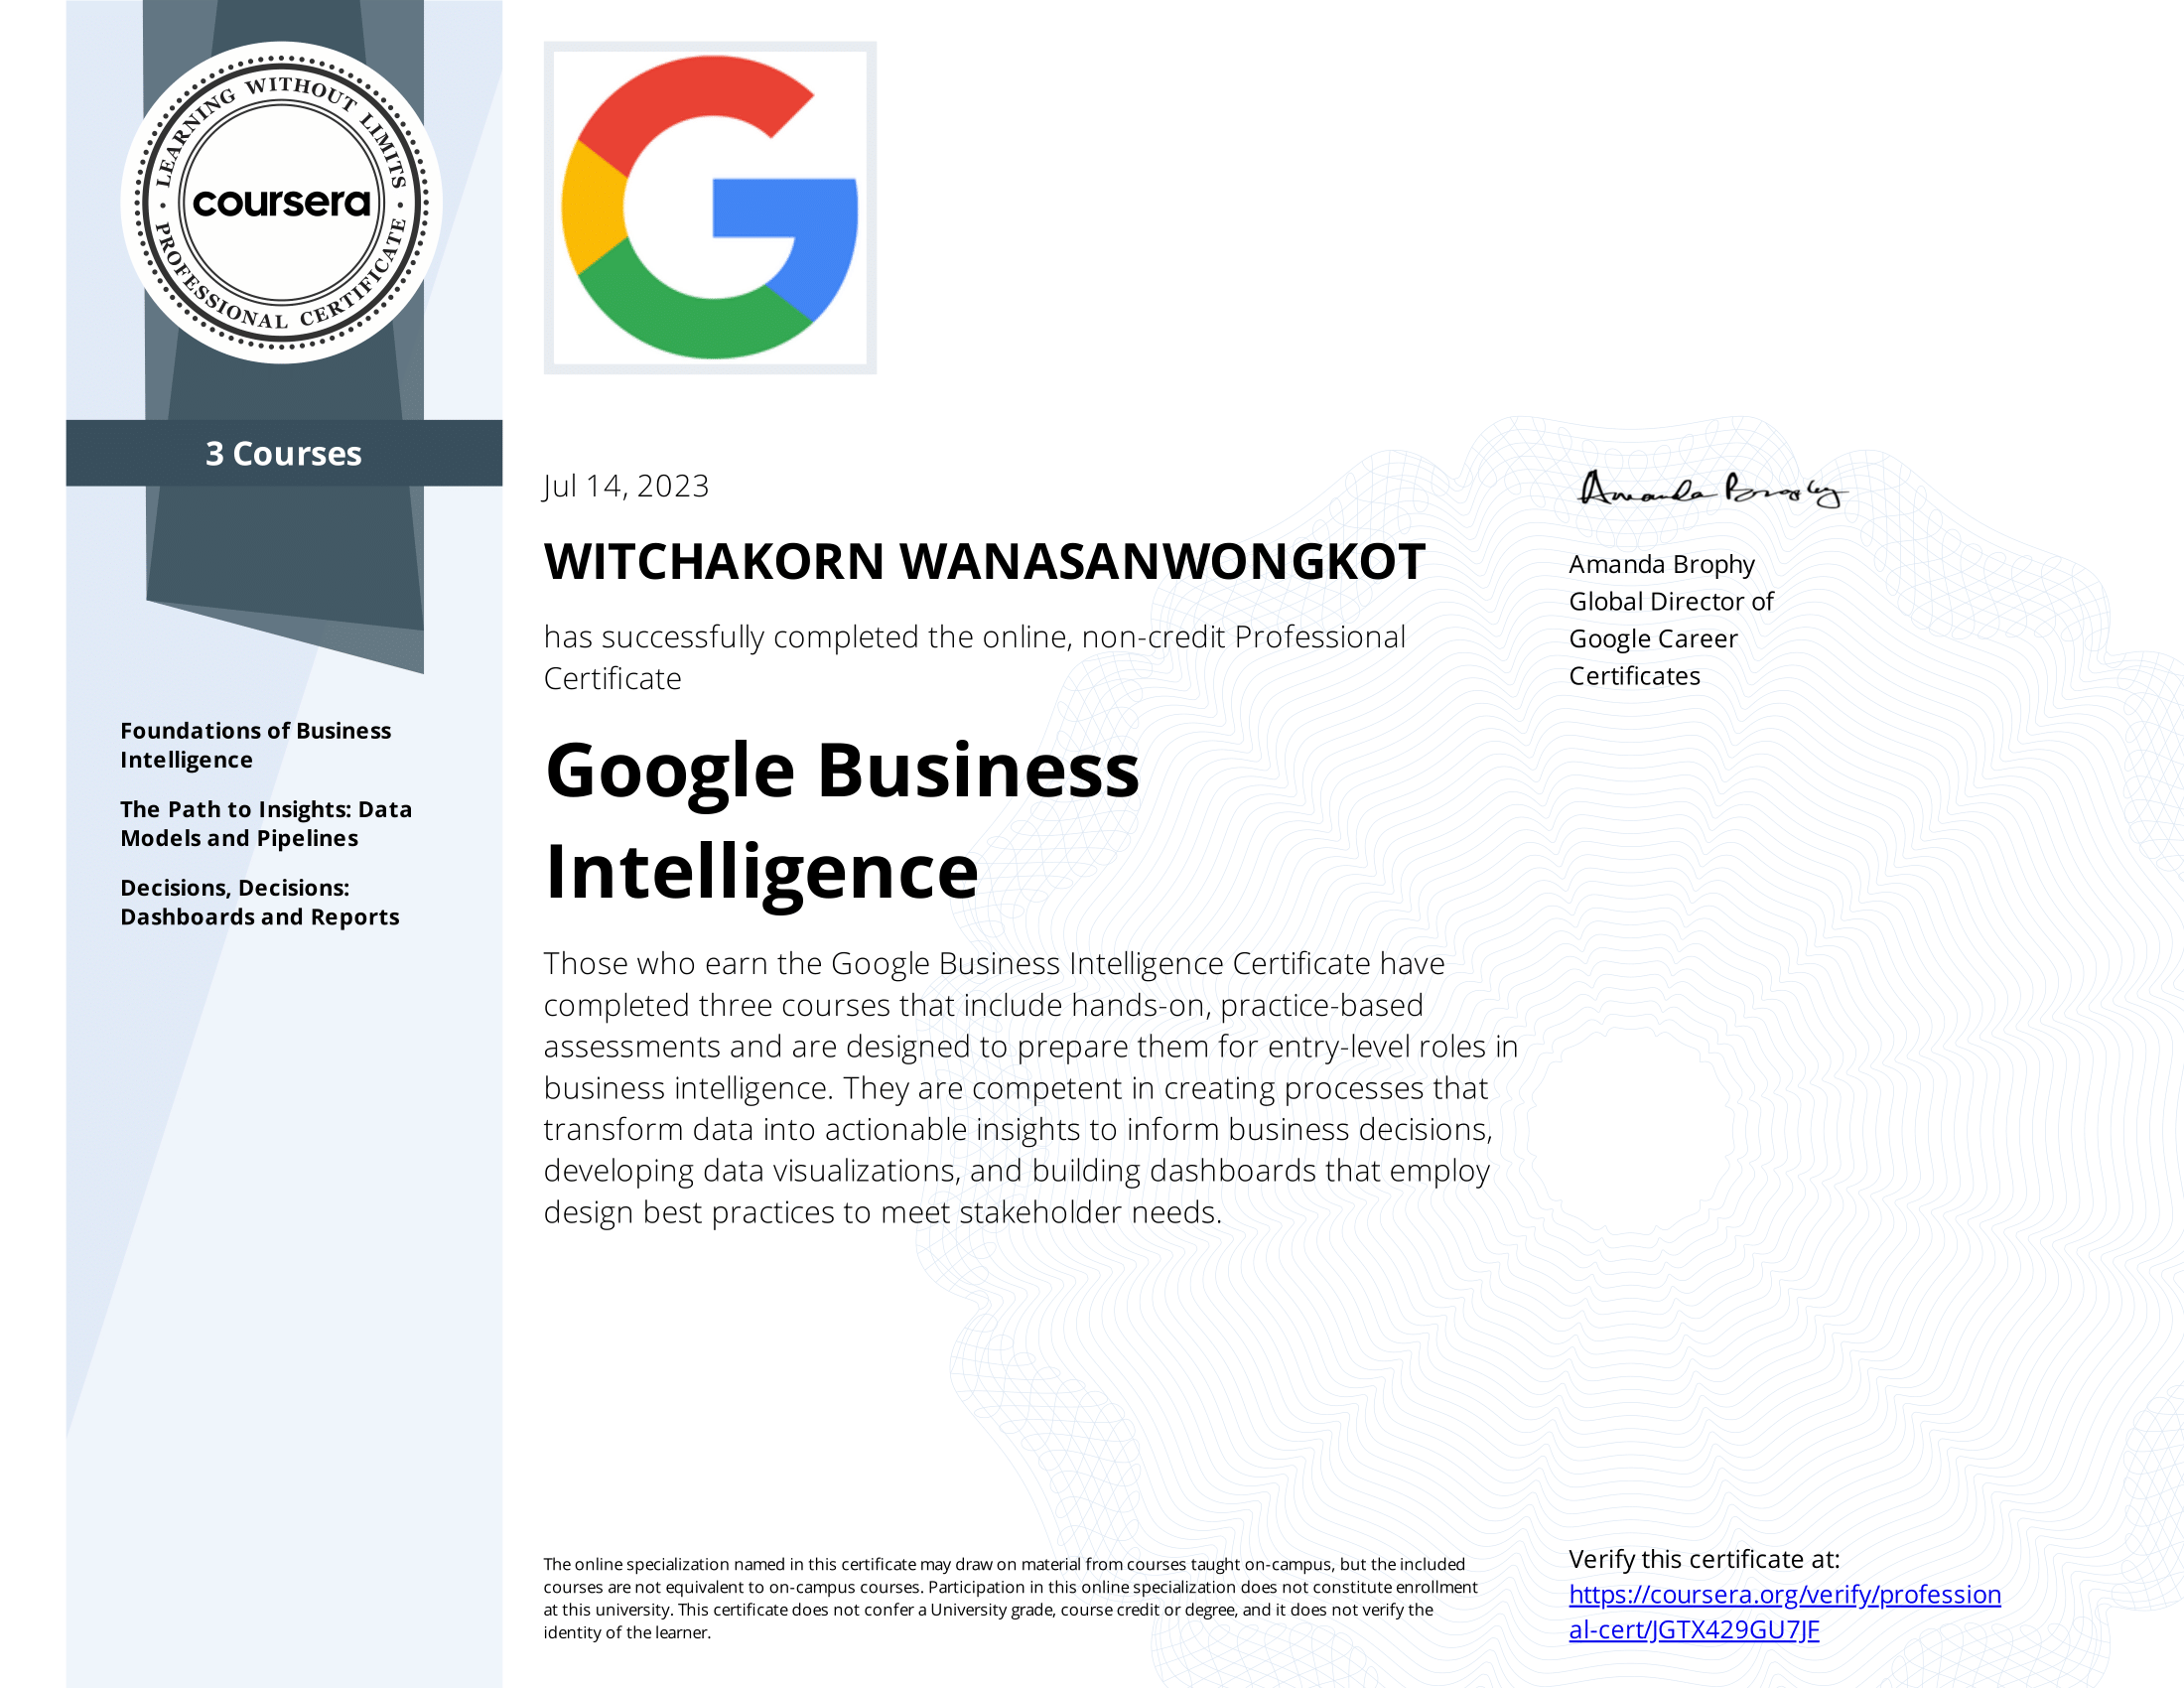 LEARNING WITHOUT LIMITS
coursera
PROFESSIONAL CERTIFICATE
3 Courses
Foundations of Business
Intelligence
The Path to Insights: Data
Models and Pipelines
Decisions, Decisions:
Dashboards and Reports
Jul 14, 2023
WITCHAKORN WANASANWONGKOT
has successfully completed the online, non-credit Professional
Certificate
Google Business
Intelligence
Those who earn the Google Business Intelligence Certificate have
completed three courses that include hands-on, practice-based
assessments and are designed to prepare them for entry-level roles in
business intelligence. They are competent in creating processes that
transform data into actionable insights to inform business decisions,
developing data visualizations, and building dashboards that employ
design best practices to meet stakeholder needs.
Amanda Brophy
Amanda Brophy
Global Director of
Google Career
Certificates
The online specialization named in this certificate may draw on material from courses taught on-campus, but the included
courses are not equivalent to on-campus courses. Participation in this online specialization does not constitute enrollment
at this university. This certificate does not confer a University grade, course credit or degree, and it does not verify the
identity of the learner.
Verify this certificate at:
https://coursera.org/verify/profession
al-cert/JGTX429GU7JF